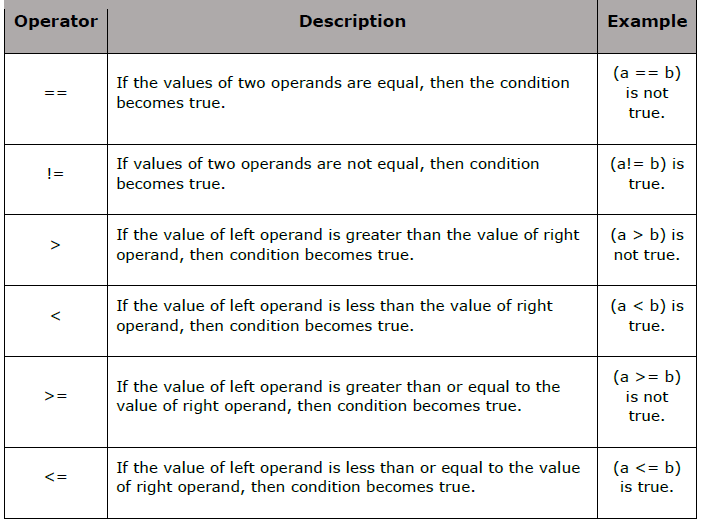 Operator Description Example
== If the values of two operands are equal, then the condition becomes true. (a == b) is not true.
!= If values of two operands are not equal, then condition becomes true. (a!= b) is true.
> If the value of left operand is greater than the value of right operand, then condition becomes true. (a > b) is not true.
< If the value of left operand is less than the value of right operand, then condition becomes true. (a < b) is true.
>= If the value of left operand is greater than or equal to the value of right operand, then condition becomes true. (a >= b) is not true.
<= If the value of left operand is less than or equal to the value of right operand, then condition becomes true. (a <= b) is true.